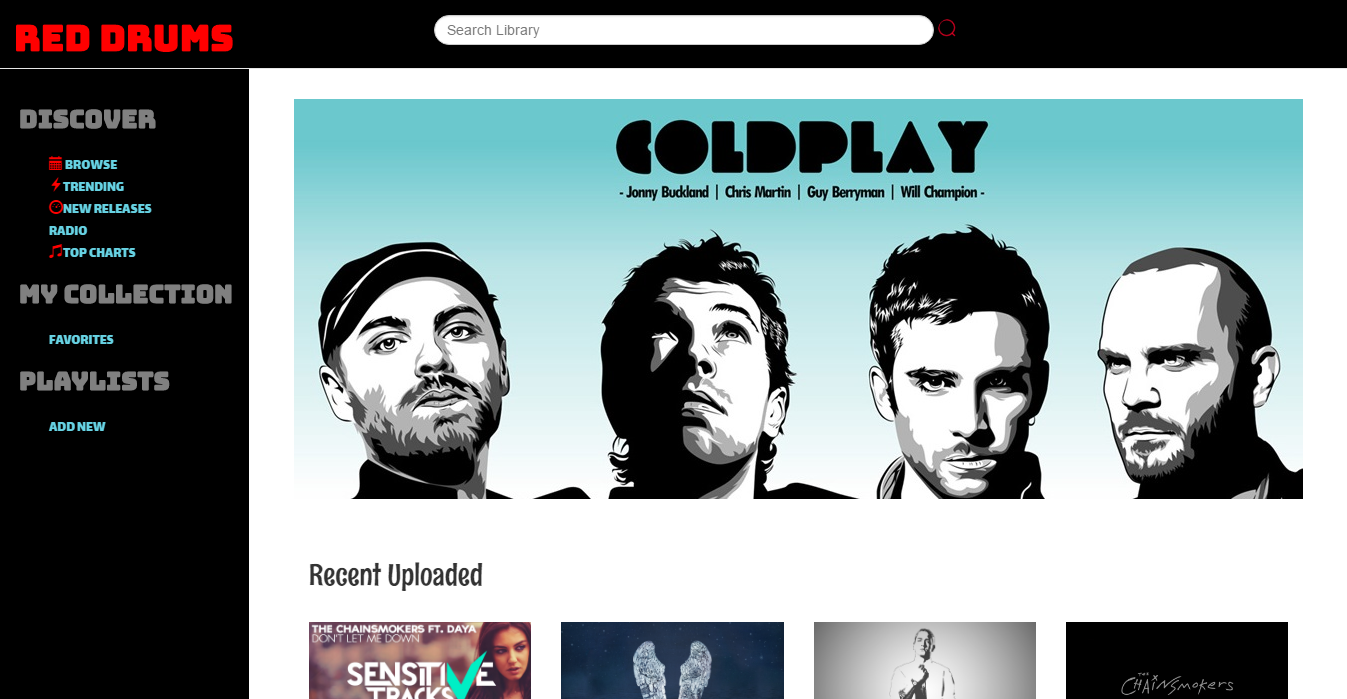 RED DRUMS
Search Library
DISCOVER
BROWSE
TRENDING
NEW RELEASES
RADIO
TOP CHARTS
MY COLLECTION
FAVORITES
PLAYLISTS
ADD NEW
COLDPLAY
- Jonny Buckland | Chris Martin | Guy Berryman | Will Champion -
Recent Uploaded
THE CHAINSMOKERS FT. DAYA
DON'T LET ME DOWN
SENSITIVE
TRACKS
THE
CHAINSMOKERS